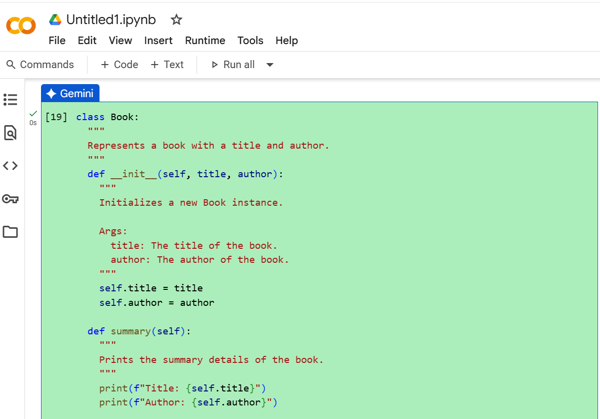 Untitled1.ipynb
File Edit View Insert Runtime Tools Help
Commands + Code + Text Run all
Gemini
0s
[19] class Book:
"""
Represents a book with a title and author.
"""
def __init__(self, title, author):
"""
Initializes a new Book instance.
Args:
title: The title of the book.
author: The author of the book.
"""
self.title = title
self.author = author
def summary(self):
"""
Prints the summary details of the book.
"""
print(f"Title: {self.title}")
print(f"Author: {self.author}")